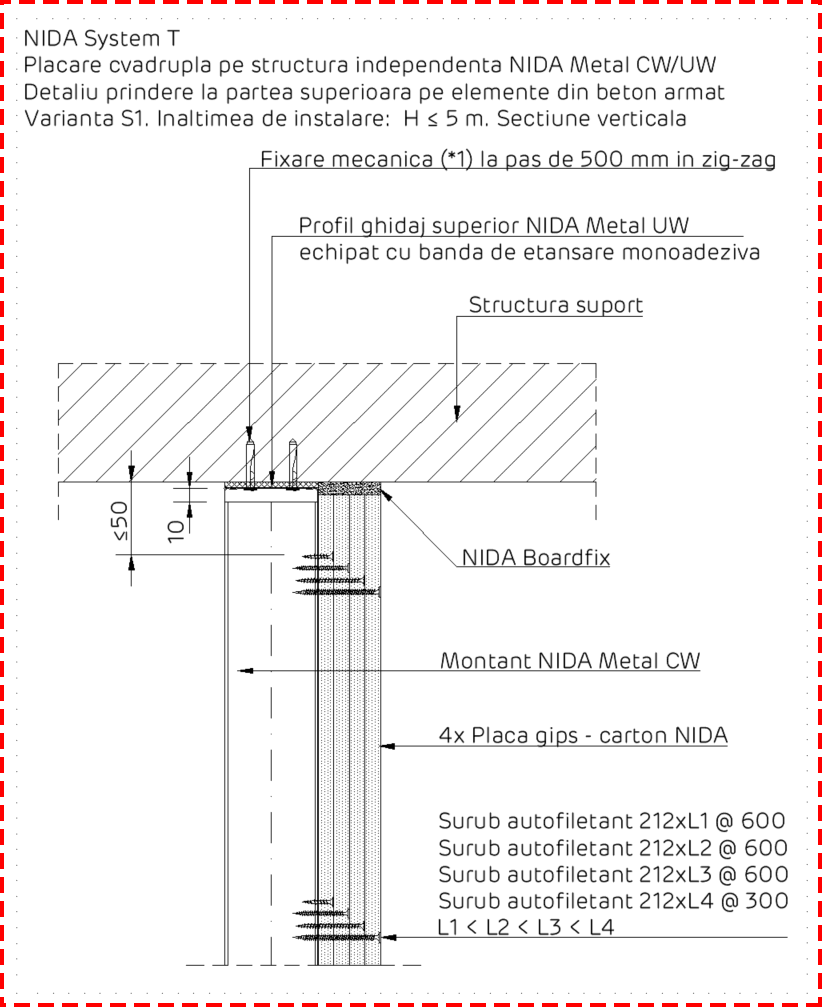 NIDA System T
Placare cvadrupla pe structura independenta NIDA Metal CW/UW
Detaliu prindere la partea superioara pe elemente din beton armat
Varianta S1. Inaltimea de instalare: H ≤ 5 m. Sectiune verticala
Fixare mecanica (*1) la pas de 500 mm in zig-zag
Profil ghidaj superior NIDA Metal UW
echipat cu banda de etansare monoadeziva
Structura suport
≤50
10
NIDA Boardfix
Montant NIDA Metal CW
4x Placa gips - carton NIDA
Surub autofiletant 212xL1 @ 600
Surub autofiletant 212xL2 @ 600
Surub autofiletant 212xL3 @ 600
Surub autofiletant 212xL4 @ 300
L1 < L2 < L3 < L4